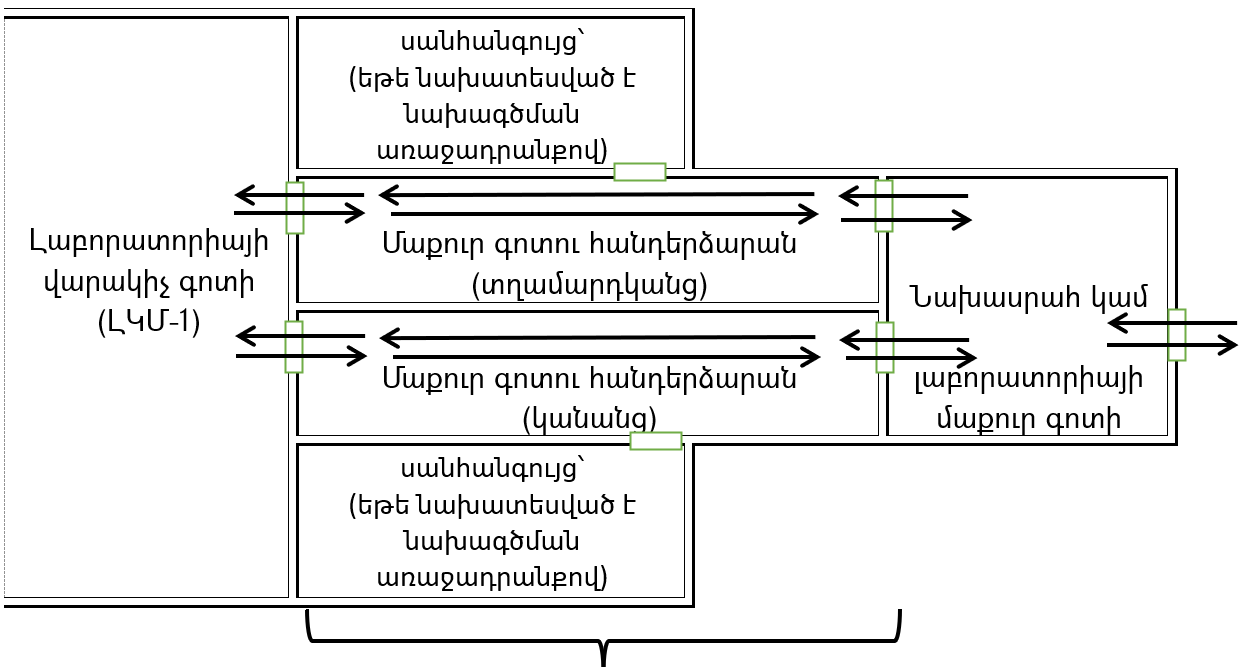 սանհանգույց՝
(եթե նախատեսված է
նախագծման
առաջադրանքով)
Լաբորատորիայի
վարակիչ գոտի
(ԼԿՄ-1)
Մաքուր գոտու հանդերձարան
(տղամարդկանց)
Մաքուր գոտու հանդերձարան
(կանանց)
Նախասրահ կամ
լաբորատորիայի
մաքուր գոտի
սանհանգույց՝
(եթե նախատեսված է
նախագծման
առաջադրանքով)